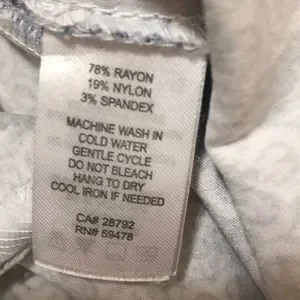 78% RAYON
19% NYLON
3% SPANDEX
MACHINE WASH IN
COLD WATER
GENTLE CYCLE
DO NOT BLEACH
HANG TO DRY
COOL IRON IF NEEDED
CA# 28792
RN# 59478